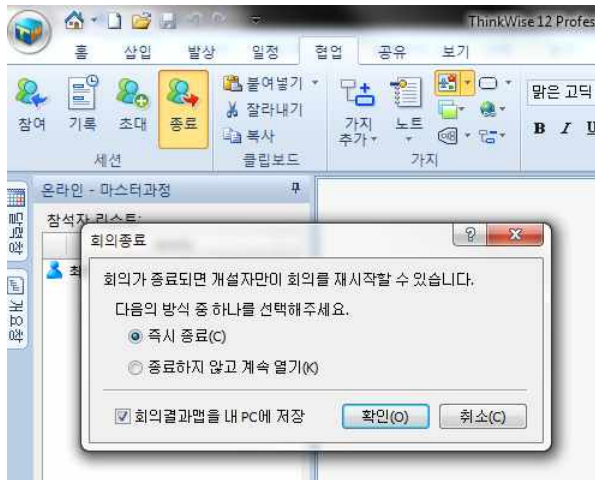 ThinkWise 12 Profes
홈 삽입 발상 일정 협업 공유 보기
참여 기록 초대 종료
붙여넣기
잘라내기
복사
가지 추가
노트
맑은 고딕
B I U
세션 클립보드 가지
온라인 - 마스터과정
참석자 리스트:
회의종료
회의가 종료되면 개설자만이 회의를 재시작할 수 있습니다.
다음의 방식 중 하나를 선택해주세요.
즉시 종료(C)
종료하지 않고 계속 열기(K)
회의결과맵을 내 PC에 저장 확인(O) 취소(C)
개요창